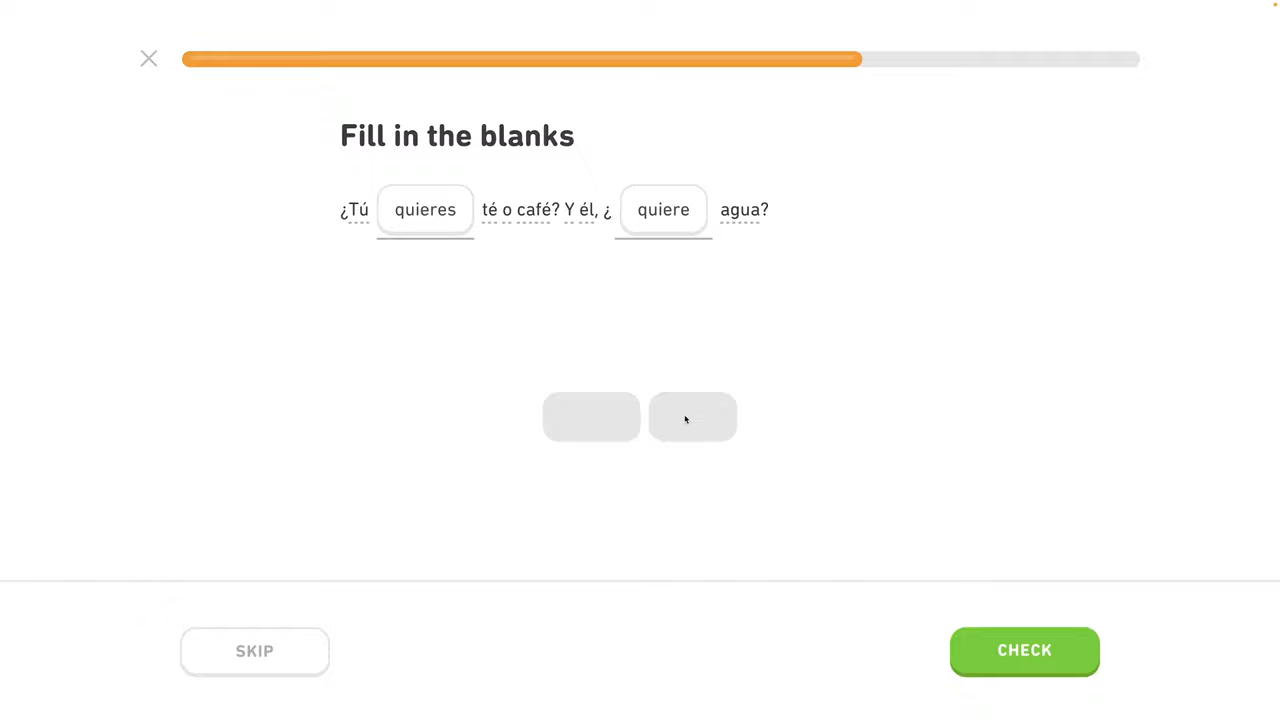 Fill in the blanks
¿Tú quieres té o café? Y él, ¿ quiere agua?
SKIP
CHECK